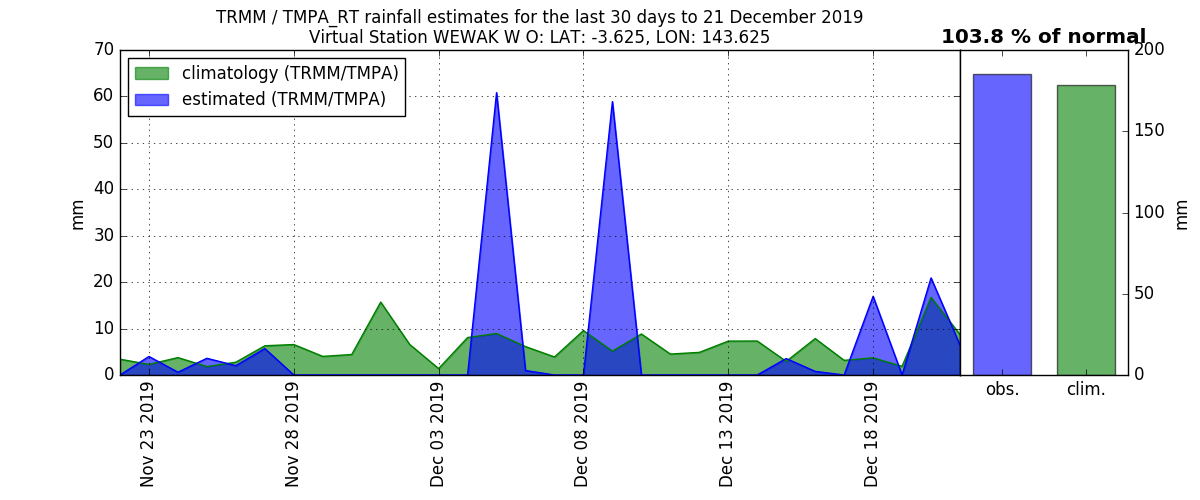 TRMM / TMPA_RT rainfall estimates for the last 30 days to 21 December 2019
Virtual Station WEWAK W O: LAT: -3.625, LON: 143.625
103.8 % of normal
climatology (TRMM/TMPA)
estimated (TRMM/TMPA)
mm
70
60
50
40
30
20
10
0
Nov 23 2019
Nov 28 2019
Dec 03 2019
Dec 08 2019
Dec 13 2019
Dec 18 2019
obs.
clim.
200
150
100
50
0
mm